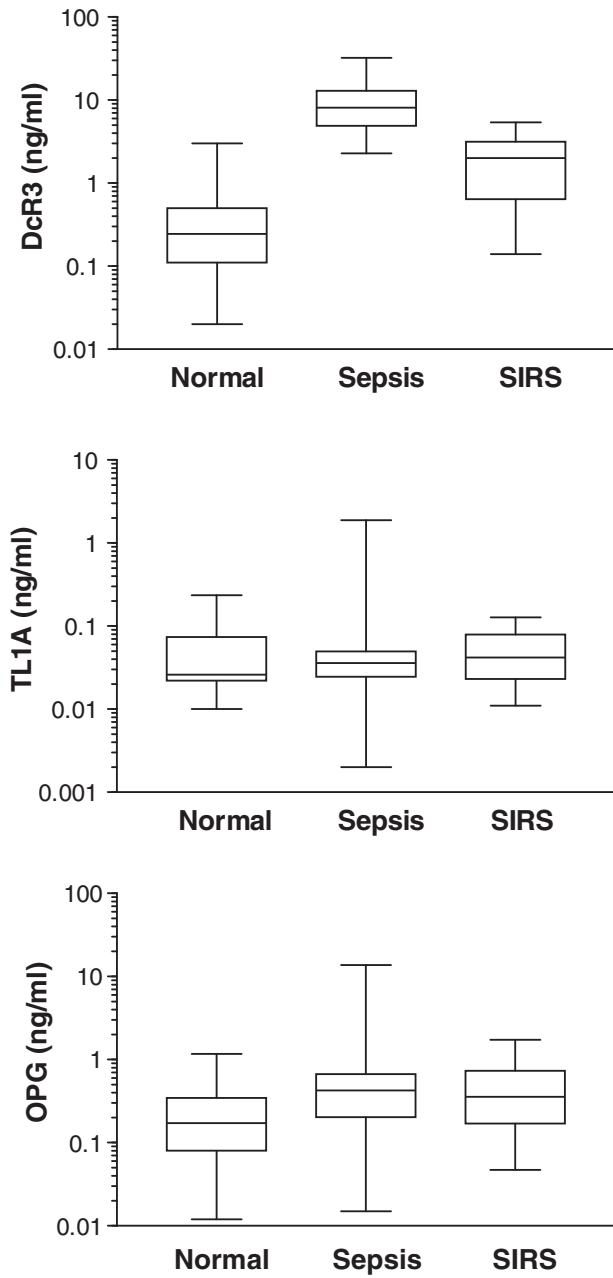 DcR3 (ng/ml)
100
10
1
0.1
0.01
Normal Sepsis SIRS
TL1A (ng/ml)
10
1
0.1
0.01
0.001
Normal Sepsis SIRS
OPG (ng/ml)
100
10
1
0.1
0.01
Normal Sepsis SIRS